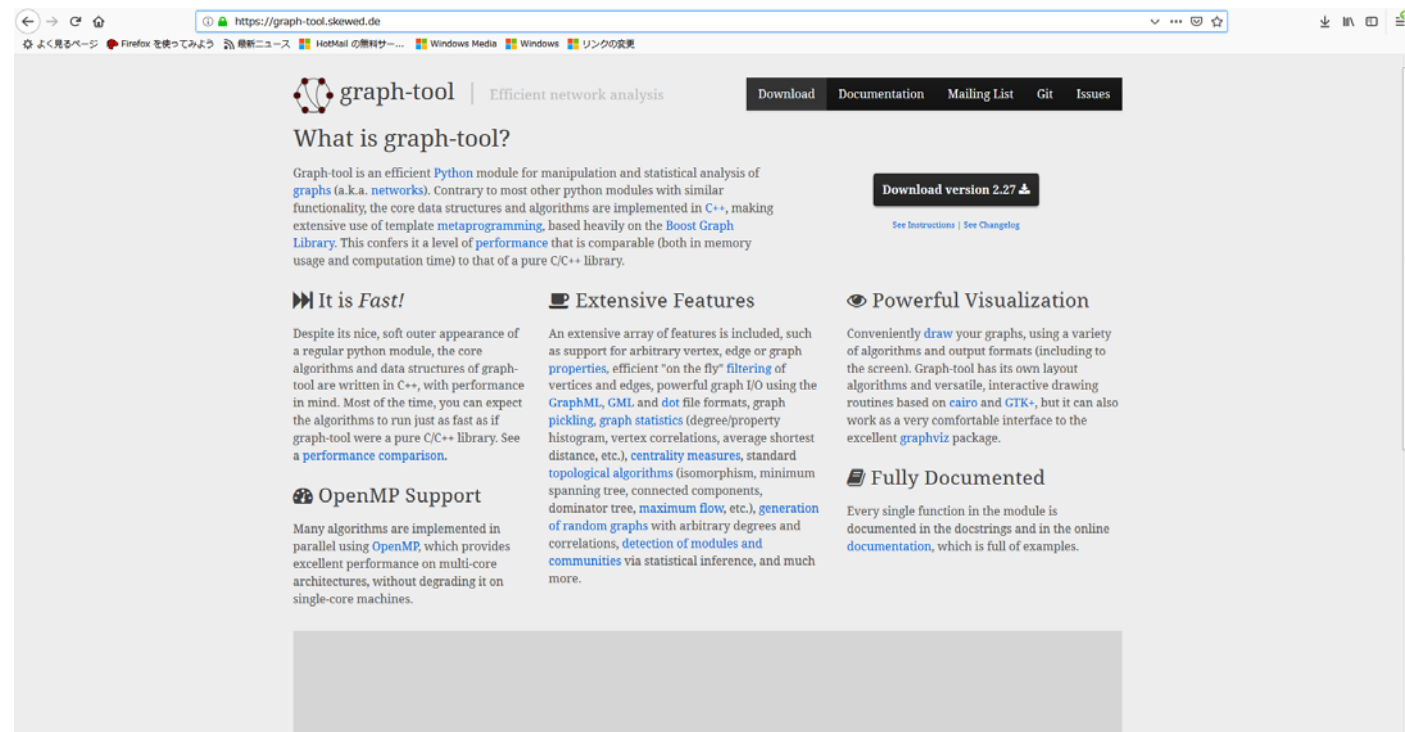 https://graph-tool.skewed.de
よく見るページ Firefox を使ってみよう 最新ニュース HotMail の無料サー... Windows Media Windows リンクの変更
graph-tool | Efficient network analysis
Download Documentation Mailing List Git Issues
What is graph-tool?
Graph-tool is an efficient Python module for manipulation and statistical analysis of
graphs (a.k.a. networks). Contrary to most other python modules with similar
functionality, the core data structures and algorithms are implemented in C++, making
extensive use of template metaprogramming, based heavily on the Boost Graph
Library. This confers it a level of performance that is comparable (both in memory
usage and computation time) to that of a pure C/C++ library.
Download version 2.27
See Instructions | See Changelog
It is Fast!
Despite its nice, soft outer appearance of
a regular python module, the core
algorithms and data structures of graph-
tool are written in C++, with performance
in mind. Most of the time, you can expect
the algorithms to run just as fast as if
graph-tool were a pure C/C++ library. See
a performance comparison.
OpenMP Support
Many algorithms are implemented in
parallel using OpenMP, which provides
excellent performance on multi-core
architectures, without degrading it on
single-core machines.
Extensive Features
An extensive array of features is included, such
as support for arbitrary vertex, edge or graph
properties, efficient "on the fly" filtering of
vertices and edges, powerful graph I/O using the
GraphML, GML and dot file formats, graph
pickling, graph statistics (degree/property
histogram, vertex correlations, average shortest
distance, etc.), centrality measures, standard
topological algorithms (isomorphism, minimum
spanning tree, connected components,
dominator tree, maximum flow, etc.), generation
of random graphs with arbitrary degrees and
correlations, detection of modules and
communities via statistical inference, and much
more.
Powerful Visualization
Conveniently draw your graphs, using a variety
of algorithms and output formats (including to
the screen). Graph-tool has its own layout
algorithms and versatile, interactive drawing
routines based on cairo and GTK+, but it can also
work as a very comfortable interface to the
excellent graphviz package.
Fully Documented
Every single function in the module is
documented in the docstrings and in the online
documentation, which is full of examples.